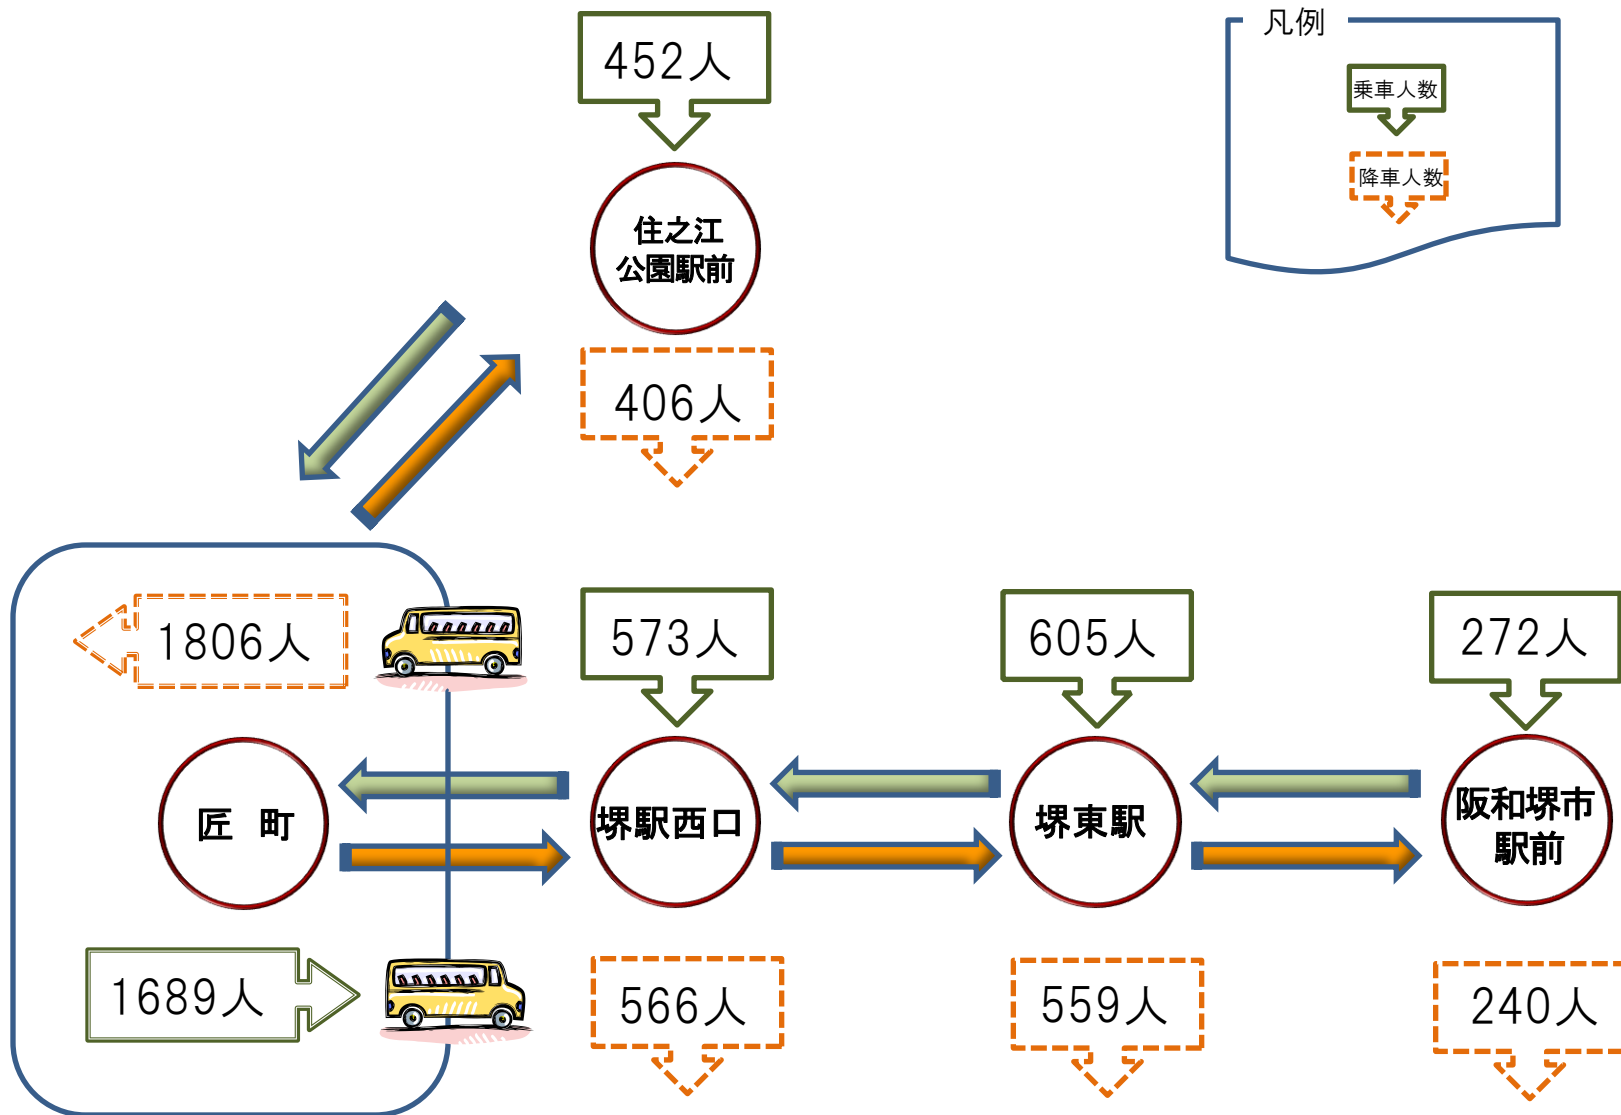 凡例
乗車人数
降車人数
452人
住之江
公園駅前
406人
1806人
573人
605人
272人
匠 町
堺駅西口
堺東駅
阪和堺市
駅前
1689人
566人
559人
240人